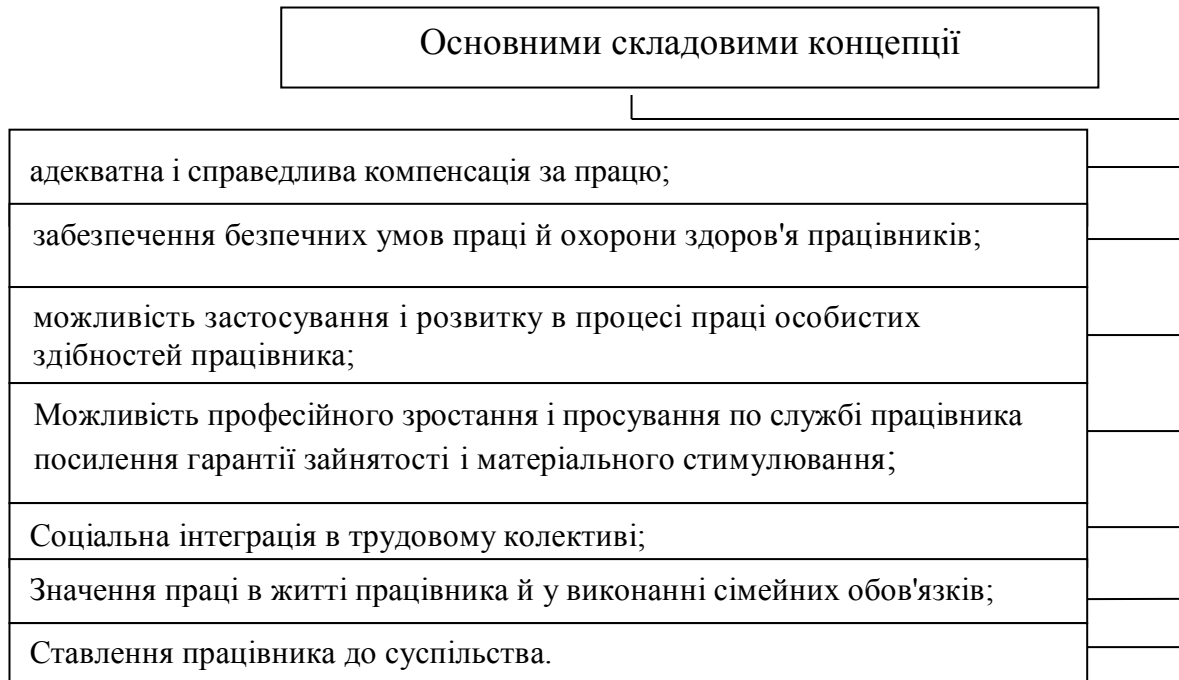 Основними складовими концепції
адекватна і справедлива компенсація за працю;
забезпечення безпечних умов праці й охорони здоров'я працівників;
можливість застосування і розвитку в процесі праці особистих
здібностей працівника;
Можливість професійного зростання і просування по службі працівника
посилення гарантії зайнятості і матеріального стимулювання;
Соціальна інтеграція в трудовому колективі;
Значення праці в житті працівника й у виконанні сімейних обов'язків;
Ставлення працівника до суспільства.